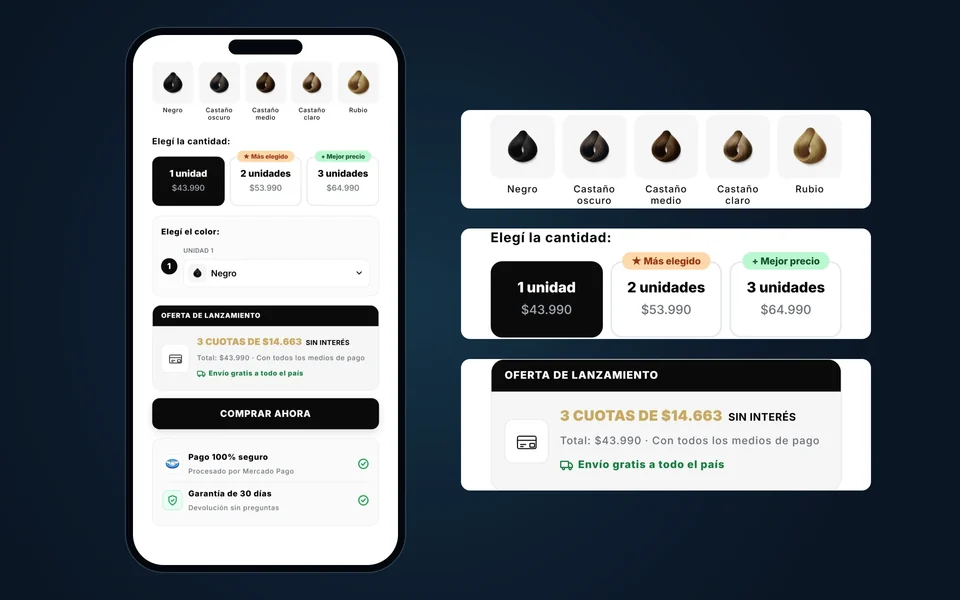 Negro
Castaño oscuro
Castaño medio
Castaño claro
Rubio
Elegí la cantidad:
★ Más elegido
+ Mejor precio
1 unidad
2 unidades
3 unidades
$43.990
$53.990
$64.990
Elegí el color:
UNIDAD 1
1
Negro
OFERTA DE LANZAMIENTO
3 CUOTAS DE $14.663 SIN INTERÉS
Total: $43.990 · Con todos los medios de pago
Envío gratis a todo el país
COMPRAR AHORA
Pago 100% seguro
Procesado por Mercado Pago
Garantía de 30 días
Devolución sin preguntas
Negro
Castaño oscuro
Castaño medio
Castaño claro
Rubio
Elegí la cantidad:
★ Más elegido
+ Mejor precio
1 unidad
2 unidades
3 unidades
$43.990
$53.990
$64.990
OFERTA DE LANZAMIENTO
3 CUOTAS DE $14.663 SIN INTERÉS
Total: $43.990 · Con todos los medios de pago
Envío gratis a todo el país